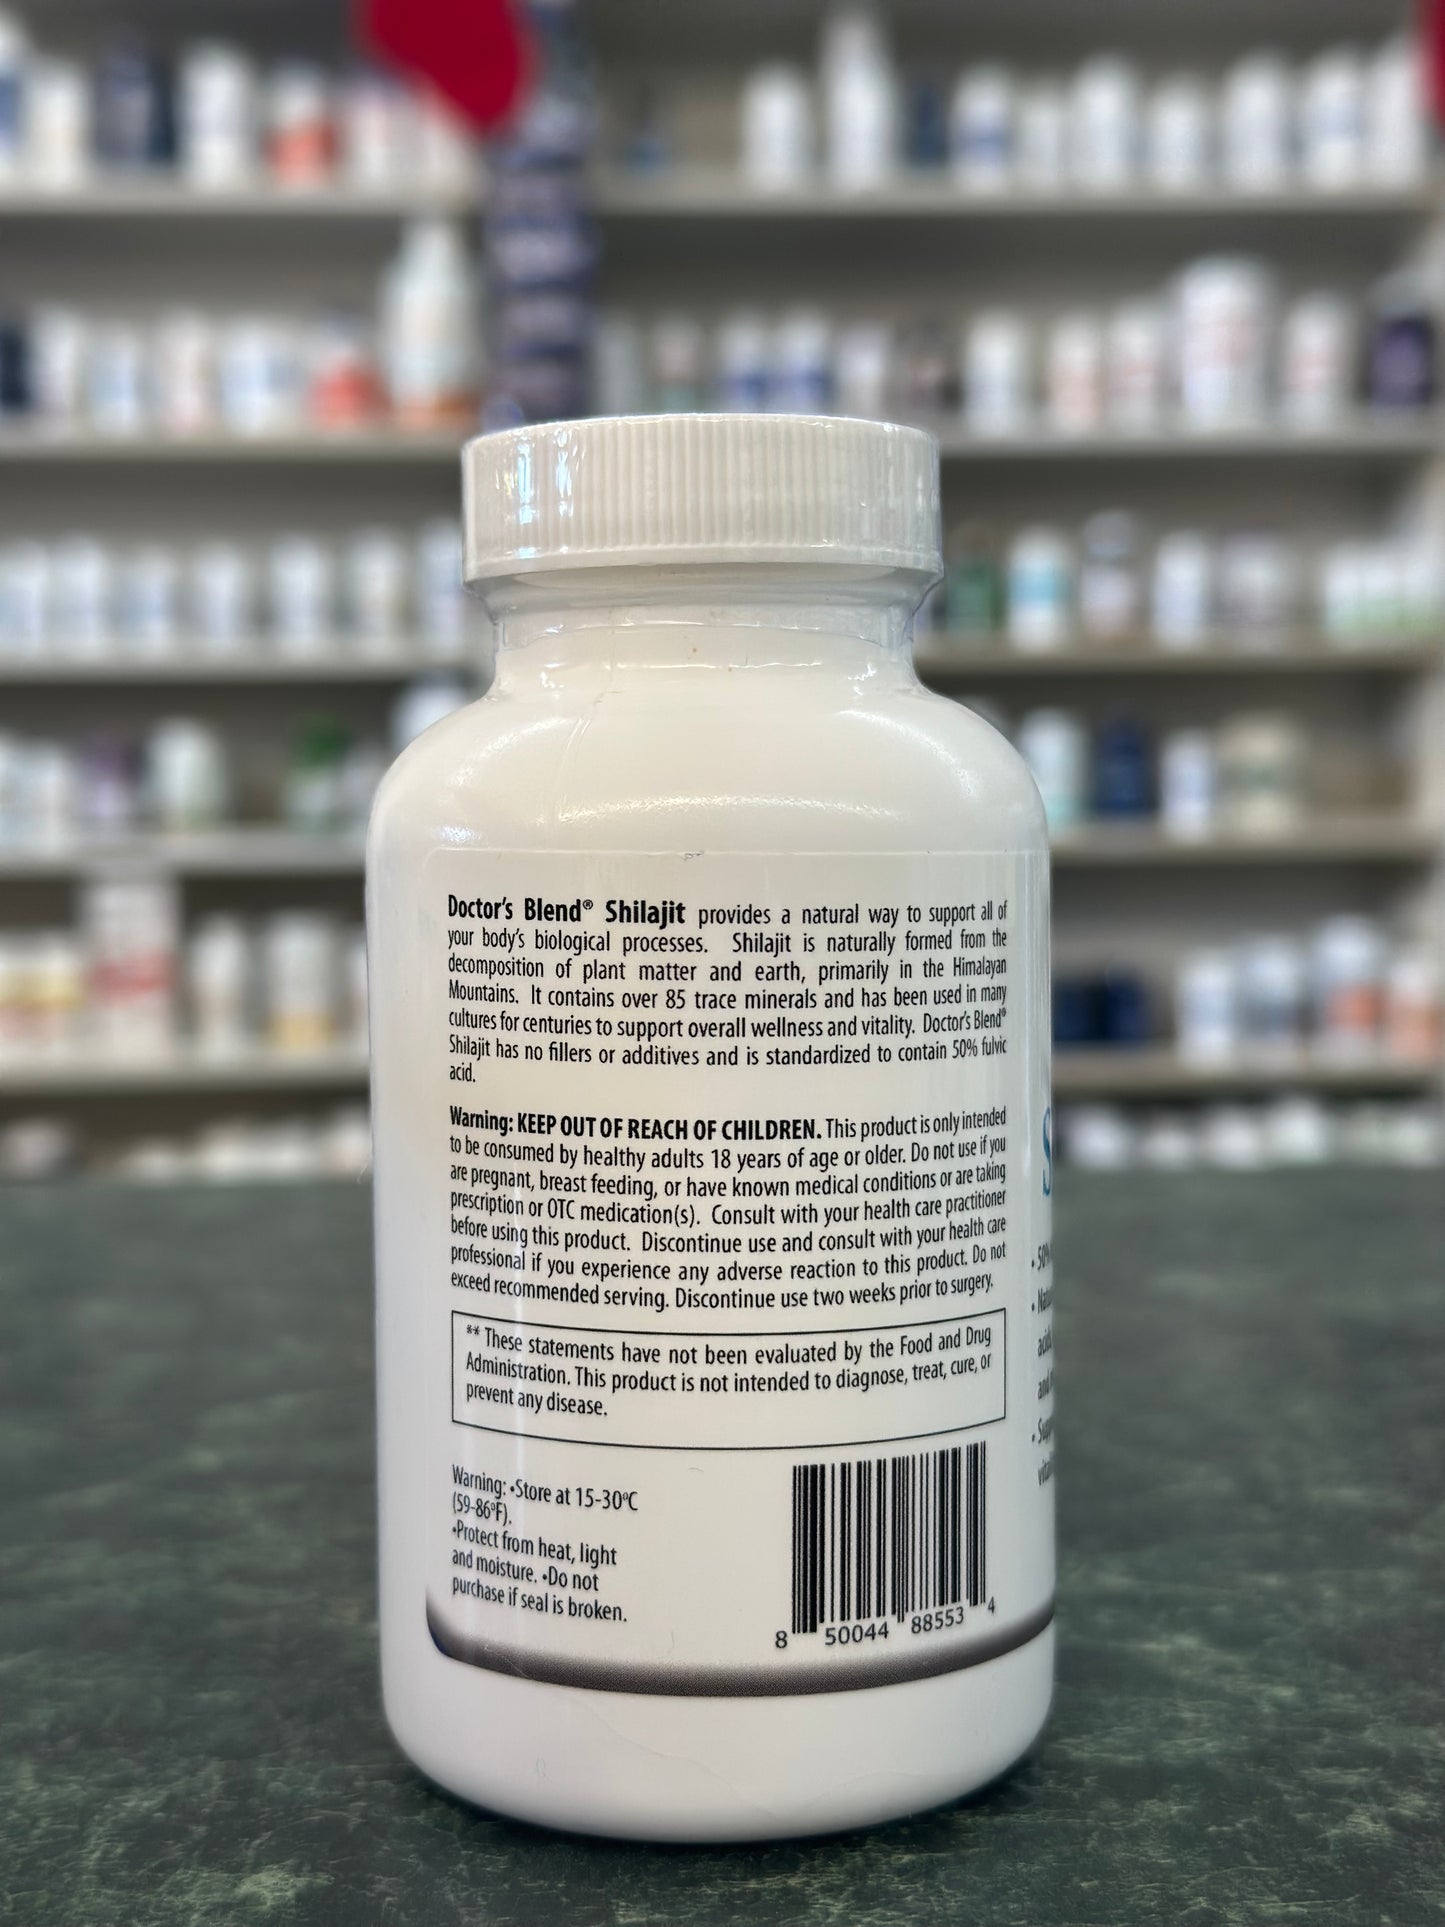 Doctor's Blend® Shilajit provides a natural way to support all of
your body's biological processes. Shilajit is naturally formed from the
decomposition of plant matter and earth, primarily in the Himalayan
Mountains. It contains over 85 trace minerals and has been used in many
cultures for centuries to support overall wellness and vitality. Doctor's Blend®
Shilajit has no fillers or additives and is standardized to contain 50% fulvic
acid.
Warning: KEEP OUT OF REACH OF CHILDREN. This product is only intended
to be consumed by healthy adults 18 years of age or older. Do not use if you
are pregnant, breast feeding, or have known medical conditions or are taking
prescription or OTC medication(s). Consult with your health care practitioner
before using this product. Discontinue use and consult with your health care
professional if you experience any adverse reaction to this product. Do not
exceed recommended serving. Discontinue use two weeks prior to surgery.
** These statements have not been evaluated by the Food and Drug
Administration. This product is not intended to diagnose, treat, cure, or
prevent any disease.
Warning: •Store at 15-30°C
(59-86°F).
•Protect from heat, light
and moisture. •Do not
purchase if seal is broken.
8 50044 88553 4